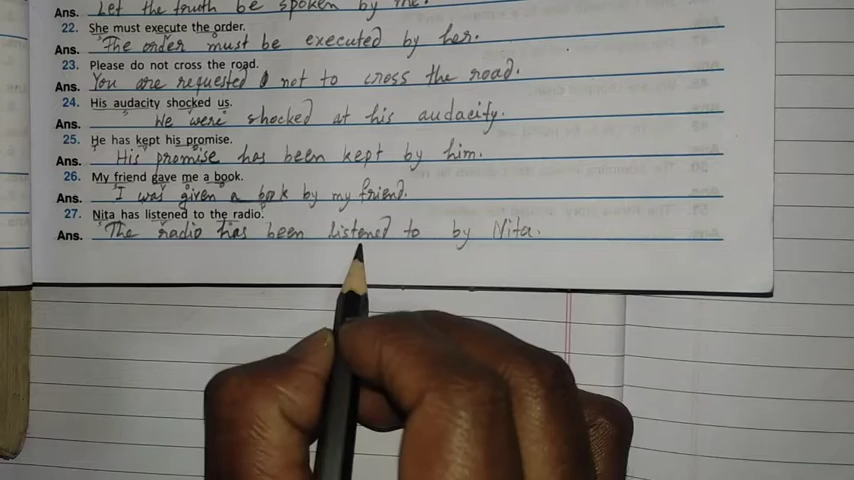 Ans. Let the truth be spoken by me.
22. She must execute the order.
Ans. The order must be executed by her.
23. Please do not cross the road.
Ans. You are requested not to cross the road.
24. His audacity shocked us.
Ans. We were shocked at his audacity.
25. He has kept his promise.
Ans. His promise has been kept by him.
26. My friend gave me a book.
Ans. I was given a book by my friend.
27. Nita has listened to the radio.
Ans. The radio has been listened to by Nita.